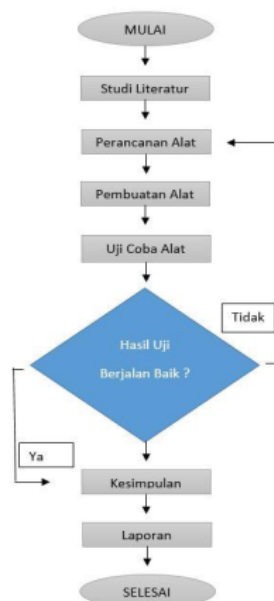 MULAI
Studi Literatur
Perancanan Alat
Pembuatan Alat
Uji Coba Alat
Tidak
Hasil Uji
Berjalan Baik ?
Ya
Kesimpulan
Laporan
SELESAI